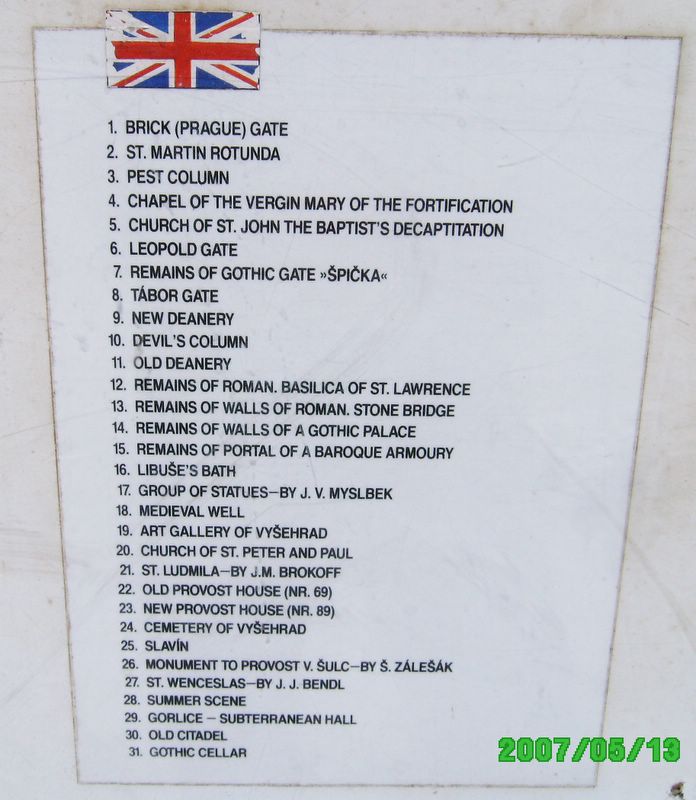 1. BRICK (PRAGUE) GATE
2. ST. MARTIN ROTUNDA
3. PEST COLUMN
4. CHAPEL OF THE VERGIN MARY OF THE FORTIFICATION
5. CHURCH OF ST. JOHN THE BAPTIST'S DECAPTITATION
6. LEOPOLD GATE
7. REMAINS OF GOTHIC GATE »ŠPIČKA«
8. TÁBOR GATE
9. NEW DEANERY
10. DEVIL'S COLUMN
11. OLD DEANERY
12. REMAINS OF ROMAN. BASILICA OF ST. LAWRENCE
13. REMAINS OF WALLS OF ROMAN. STONE BRIDGE
14. REMAINS OF WALLS OF A GOTHIC PALACE
15. REMAINS OF PORTAL OF A BAROQUE ARMOURY
16. LIBUŠE'S BATH
17. GROUP OF STATUES—BY J. V. MYSLBEK
18. MEDIEVAL WELL
19. ART GALLERY OF VYŠEHRAD
20. CHURCH OF ST. PETER AND PAUL
21. ST. LUDMILA—BY J.M. BROKOFF
22. OLD PROVOST HOUSE (NR. 69)
23. NEW PROVOST HOUSE (NR. 89)
24. CEMETERY OF VYŠEHRAD
25. SLAVÍN
26. MONUMENT TO PROVOST V. ŠULC—BY Š. ZÁLEŠÁK
27. ST. WENCESLAS—BY J. J. BENDL
28. SUMMER SCENE
29. GORLICE – SUBTERRANEAN HALL
30. OLD CITADEL
31. GOTHIC CELLAR
2007/05/13